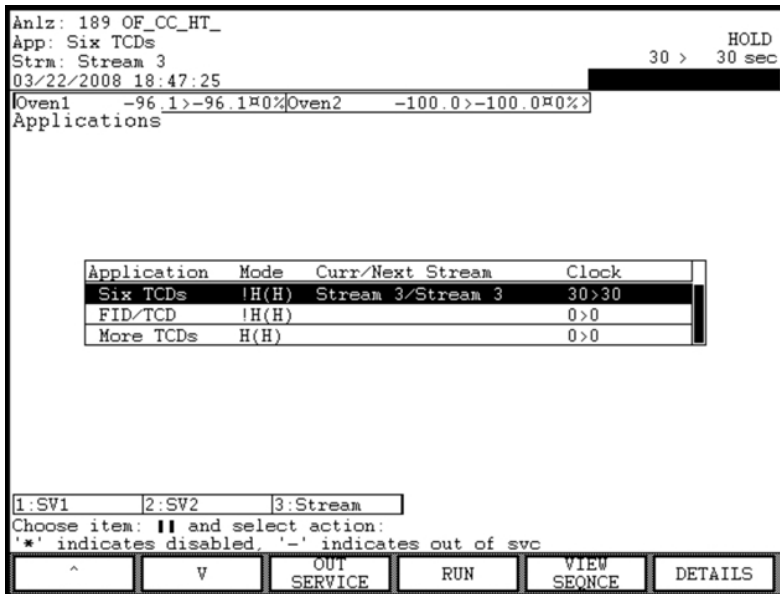 Anlz: 189 OF_CC_HT_
App: Six TCDs
HOLD
Strm: Stream 3
30 > 30 sec
03/22/2008 18:47:25
Oven1 -96.1>-96.1¤0% Oven2 -100.0>-100.0¤0%>
Applications
Application Mode Curr/Next Stream Clock
Six TCDs !H(H) Stream 3/Stream 3 30>30
FID/TCD !H(H) 0>0
More TCDs H(H) 0>0
1:SV1 2:SV2 3:Stream
Choose item: and select action:
'*' indicates disabled, '-' indicates out of svc
^ V OUT SERVICE RUN VIEW SEQNCE DETAILS